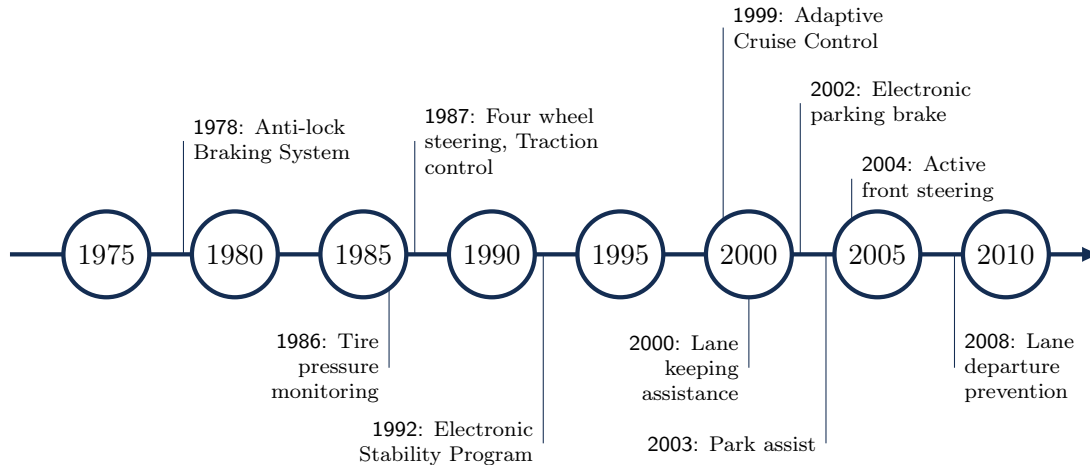 1999: Adaptive
Cruise Control
2002: Electronic
parking brake
1987: Four wheel
steering, Traction
control
1978: Anti-lock
Braking System
2004: Active
front steering
1975
1980
1985
1990
1995
2000
2005
2010
1986: Tire
pressure
monitoring
2000: Lane
keeping
assistance
2008: Lane
departure
prevention
1992: Electronic
Stability Program
2003: Park assist